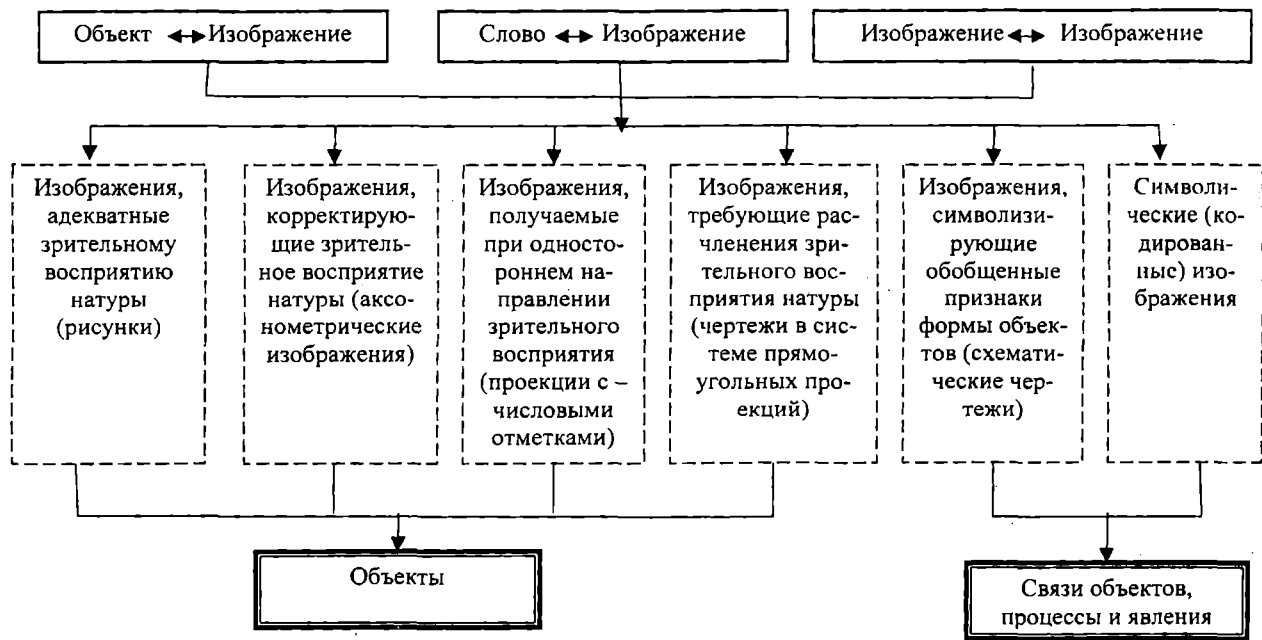 Объект ↔ Изображение
Слово ↔ Изображение
Изображение ↔ Изображение
Изображения,
адекватные
зрительному
восприятию
натуры
(рисунки)
Изображения,
корректирую-
щие зритель-
ное восприятие
натуры (аксо-
нометрические
изображения)
Изображения,
получаемые
при односто-
роннем на-
правлении
зрительного
восприятия
(проекции с –
числовыми
отметками)
Изображения,
требующие рас-
членения зри-
тельного вос-
приятия натуры
(чертежи в сис-
теме прямо-
угольных про-
екций)
Изображения,
символизи-
рующие
обобщенные
признаки
формы объек-
тов (схемати-
ческие чер-
тежи)
Символи-
ческие (ко-
дирован-
ные) изо-
бражения
Объекты
Связи объектов,
процессы и явления